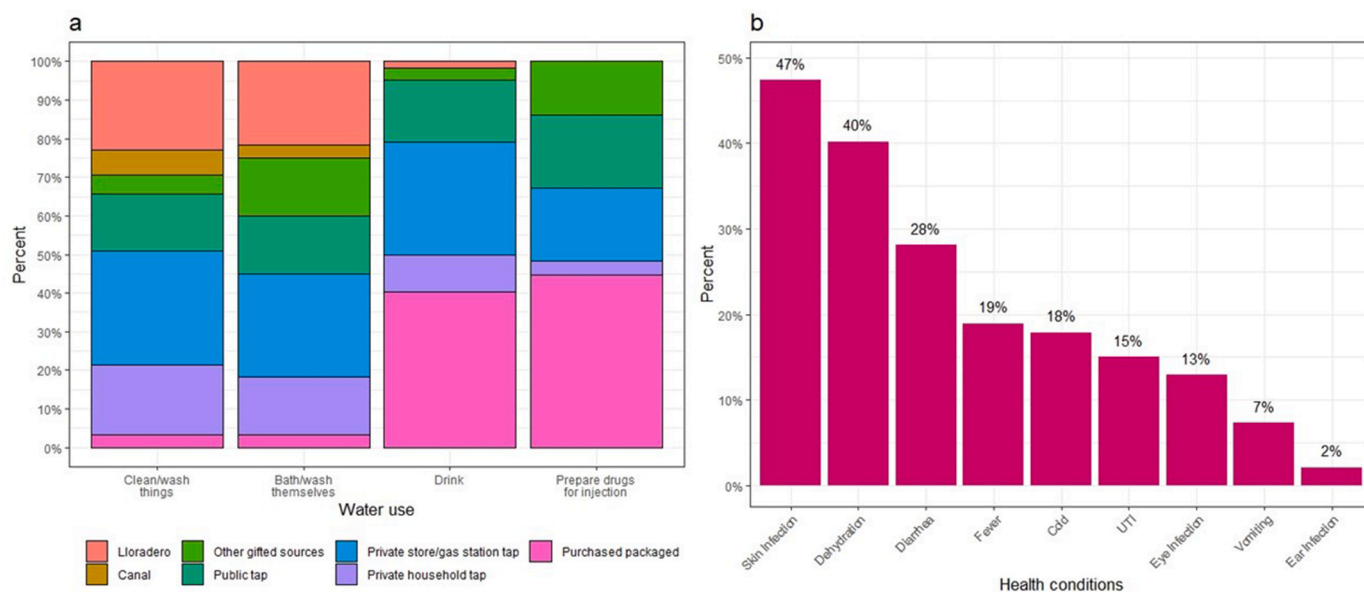 a
100%
90%
80%
70%
60%
50%
40%
30%
20%
10%
0%
Percent
Clean/wash
things
Bath/wash
themselves
Drink
Prepare drugs
for injection
Water use
Lloradero
Other gifted sources
Private store/gas station tap
Purchased packaged
Canal
Public tap
Private household tap
b
50%
40%
30%
20%
10%
0%
Percent
47%
40%
28%
19%
18%
15%
13%
7%
2%
Skin Infection
Dehydration
Diarrhea
Fever
Cold
UTI
Eye Infection
Vomiting
Ear Infection
Health conditions